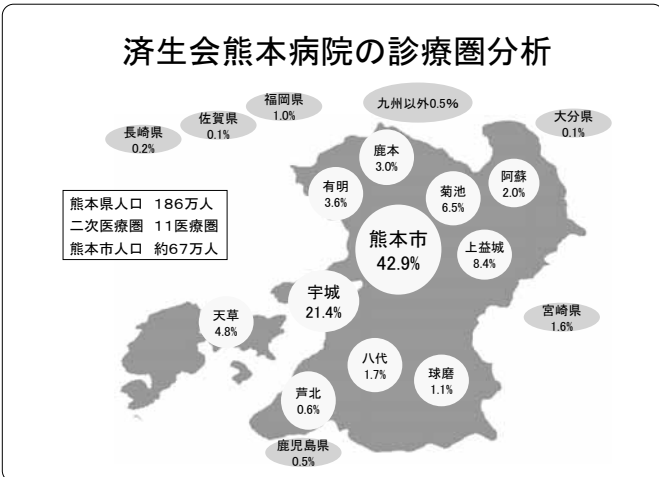 済生会熊本病院の診療圏分析
福岡県
1.0%
九州以外0.5%
佐賀県
0.1%
大分県
0.1%
長崎県
0.2%
鹿本
3.0%
阿蘇
2.0%
有明
3.6%
菊池
6.5%
熊本県人口 186万人
二次医療圏 11医療圏
熊本市人口 約67万人
熊本市
42.9%
上益城
8.4%
宇城
21.4%
天草
4.8%
宮崎県
1.6%
八代
1.7%
球磨
1.1%
芦北
0.6%
鹿児島県
0.5%